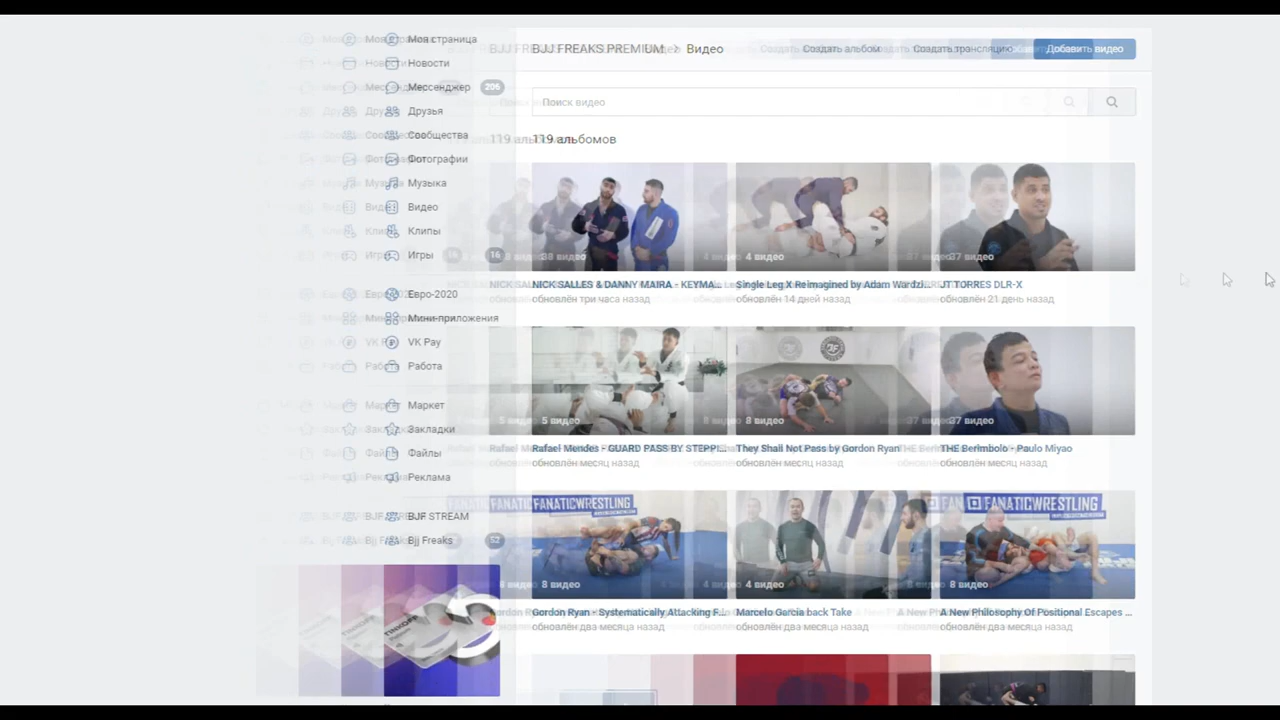 Моя страница
Новости
Мессенджер 206
Друзья
Сообщества
Фотографии
Музыка
Видео
Клипы
Игры 16
Евро-2020
Мини-приложения
VK Pay
Работа
Маркет
Закладки
Файлы
Реклама
BJF STREAM
Bjj Freaks 52
BJJ FREAKS PREMIUM > Видео
Создать альбом
Создать трансляцию
Добавить видео
Поиск видео
119 альбомов
38 видео
4 видео
37 видео
NICK SALLES & DANNY MAIRA - KEYMA...
Single Leg X Reimagined by Adam Wardzi...
JT TORRES DLR-X
обновлён три часа назад
обновлён 14 дней назад
обновлён 21 день назад
5 видео
8 видео
37 видео
Rafael Mendes - GUARD PASS BY STEPPI...
They Shall Not Pass by Gordon Ryan
THE Berimbolo - Paulo Miyao
обновлён месяц назад
обновлён месяц назад
обновлён месяц назад
FANATICWRESTLING
FANATICWRESTLING
8 видео
4 видео
8 видео
Gordon Ryan - Systematically Attacking F...
Marcelo Garcia back Take
A New Philosophy Of Positional Escapes ...
обновлён два месяца назад
обновлён два месяца назад
обновлён два месяца назад